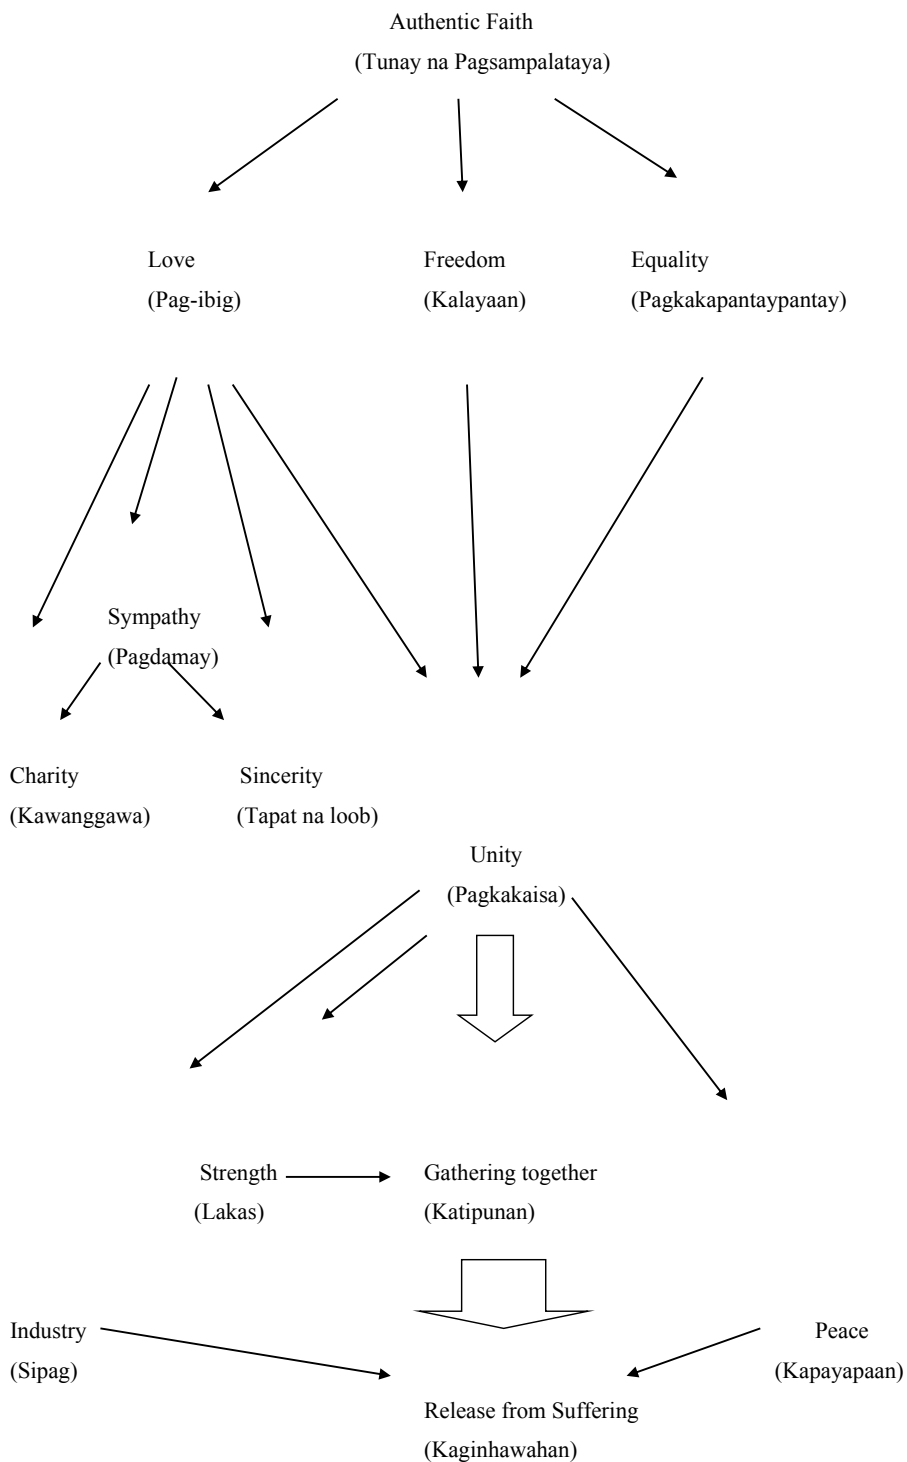 Authentic Faith
(Tunay na Pagsampalataya)
Love
(Pag-ibig)
Freedom
(Kalayaan)
Equality
(Pagkakapantaypantay)
Sympathy
(Pagdamay)
Charity
(Kawanggawa)
Sincerity
(Tapat na loob)
Unity
(Pagkakaisa)
Strength
(Lakas)
Gathering together
(Katipunan)
Industry
(Sipag)
Peace
(Kapayapaan)
Release from Suffering
(Kaginhawahan)